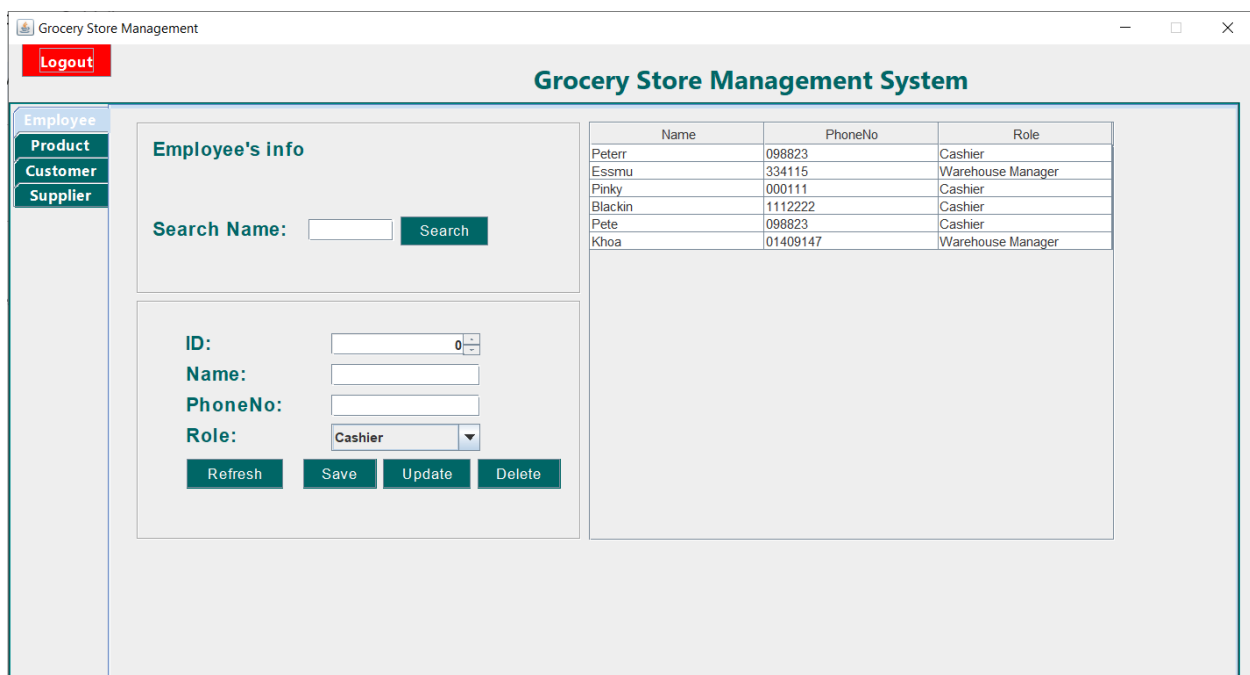 Grocery Store Management
Logout
Grocery Store Management System
Employee
Product
Customer
Supplier
Employee's info
Search Name: Search
ID: 0
Name:
PhoneNo:
Role: Cashier
Refresh Save Update Delete
Name PhoneNo Role
Peterr 098823 Cashier
Essmu 334115 Warehouse Manager
Pinky 000111 Cashier
Blackin 1112222 Cashier
Pete 098823 Cashier
Khoa 01409147 Warehouse Manager